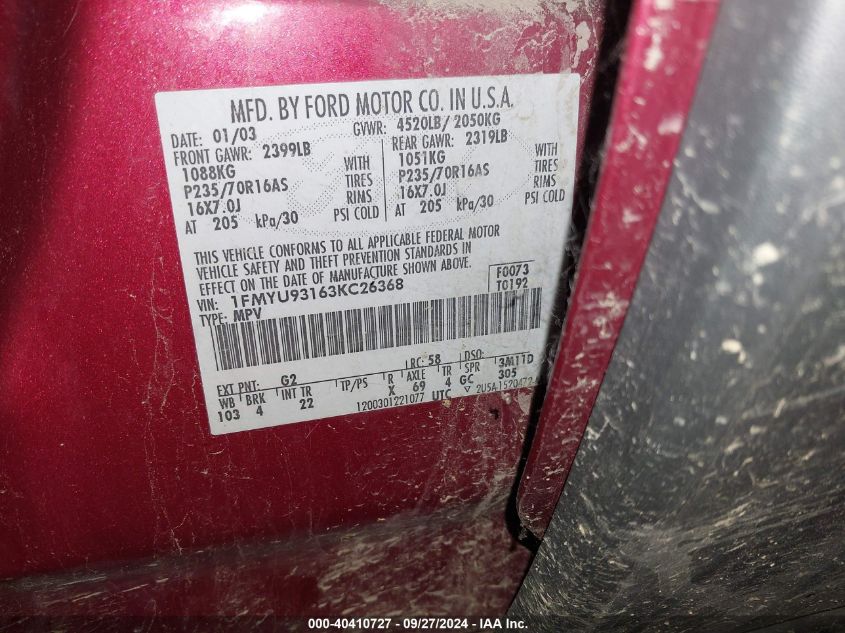 MFD. BY FORD MOTOR CO. IN U.S.A.
DATE: 01/03 GVWR: 4520LB/ 2050KG
FRONT GAWR: 2399LB REAR GAWR: 2319LB
1088KG WITH 1051KG WITH
P235/70R16AS TIRES P235/70R16AS TIRES
16X7.0J RIMS 16X7.0J RIMS
AT 205 kPa/30 PSI COLD AT 205 kPa/30 PSI COLD
THIS VEHICLE CONFORMS TO ALL APPLICABLE FEDERAL MOTOR
VEHICLE SAFETY AND THEFT PREVENTION STANDARDS IN
EFFECT ON THE DATE OF MANUFACTURE SHOWN ABOVE.
VIN: 1FMYU93163KC26368 F0073
TYPE: MPV T0192
EXT PNT: G2 RC: 58 DSO: 3M11D
WB BRK INT TR TP/PS R AXLE TR SPR 305
103 4 22 X 69 4 GC
1200301221077 UTC
000-40410727 - 09/27/2024 - IAA Inc.